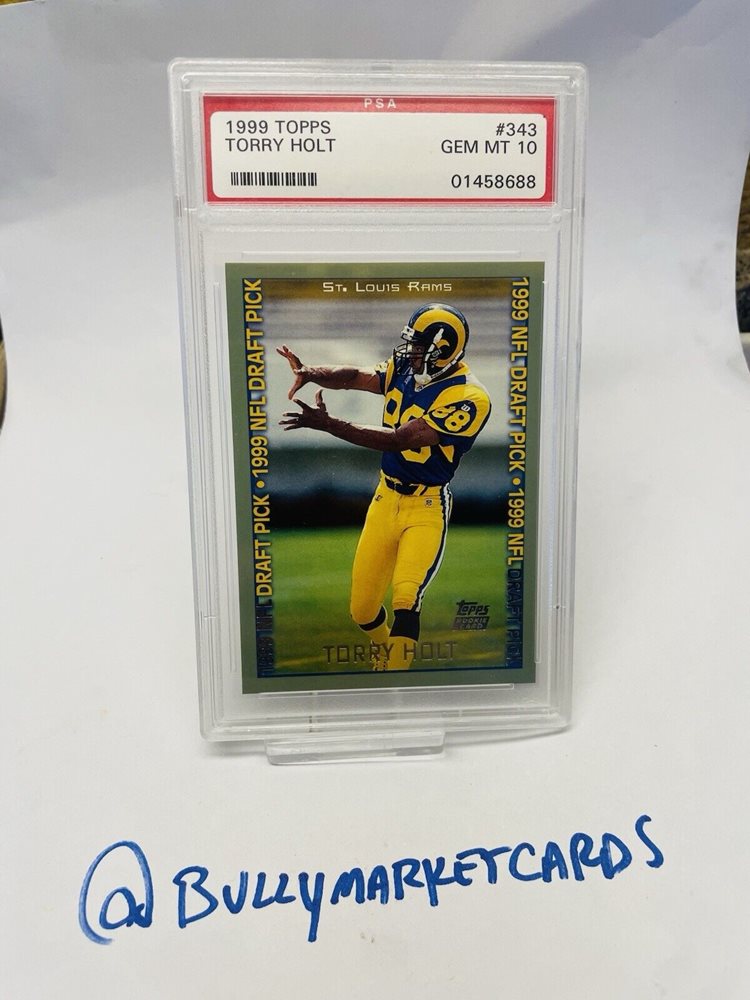 PSA
1999 TOPPS #343
TORRY HOLT GEM MT 10
01458688
ST. LOUIS RAMS
1999 NFL DRAFT PICK • 1999 NFL DRAFT PICK
1999 NFL DRAFT PICK • 1999 NFL DRAFT PICK
88
88
TOPPS
ROOKIE
CARD
TORRY HOLT
@BULLYMARKETCARDS